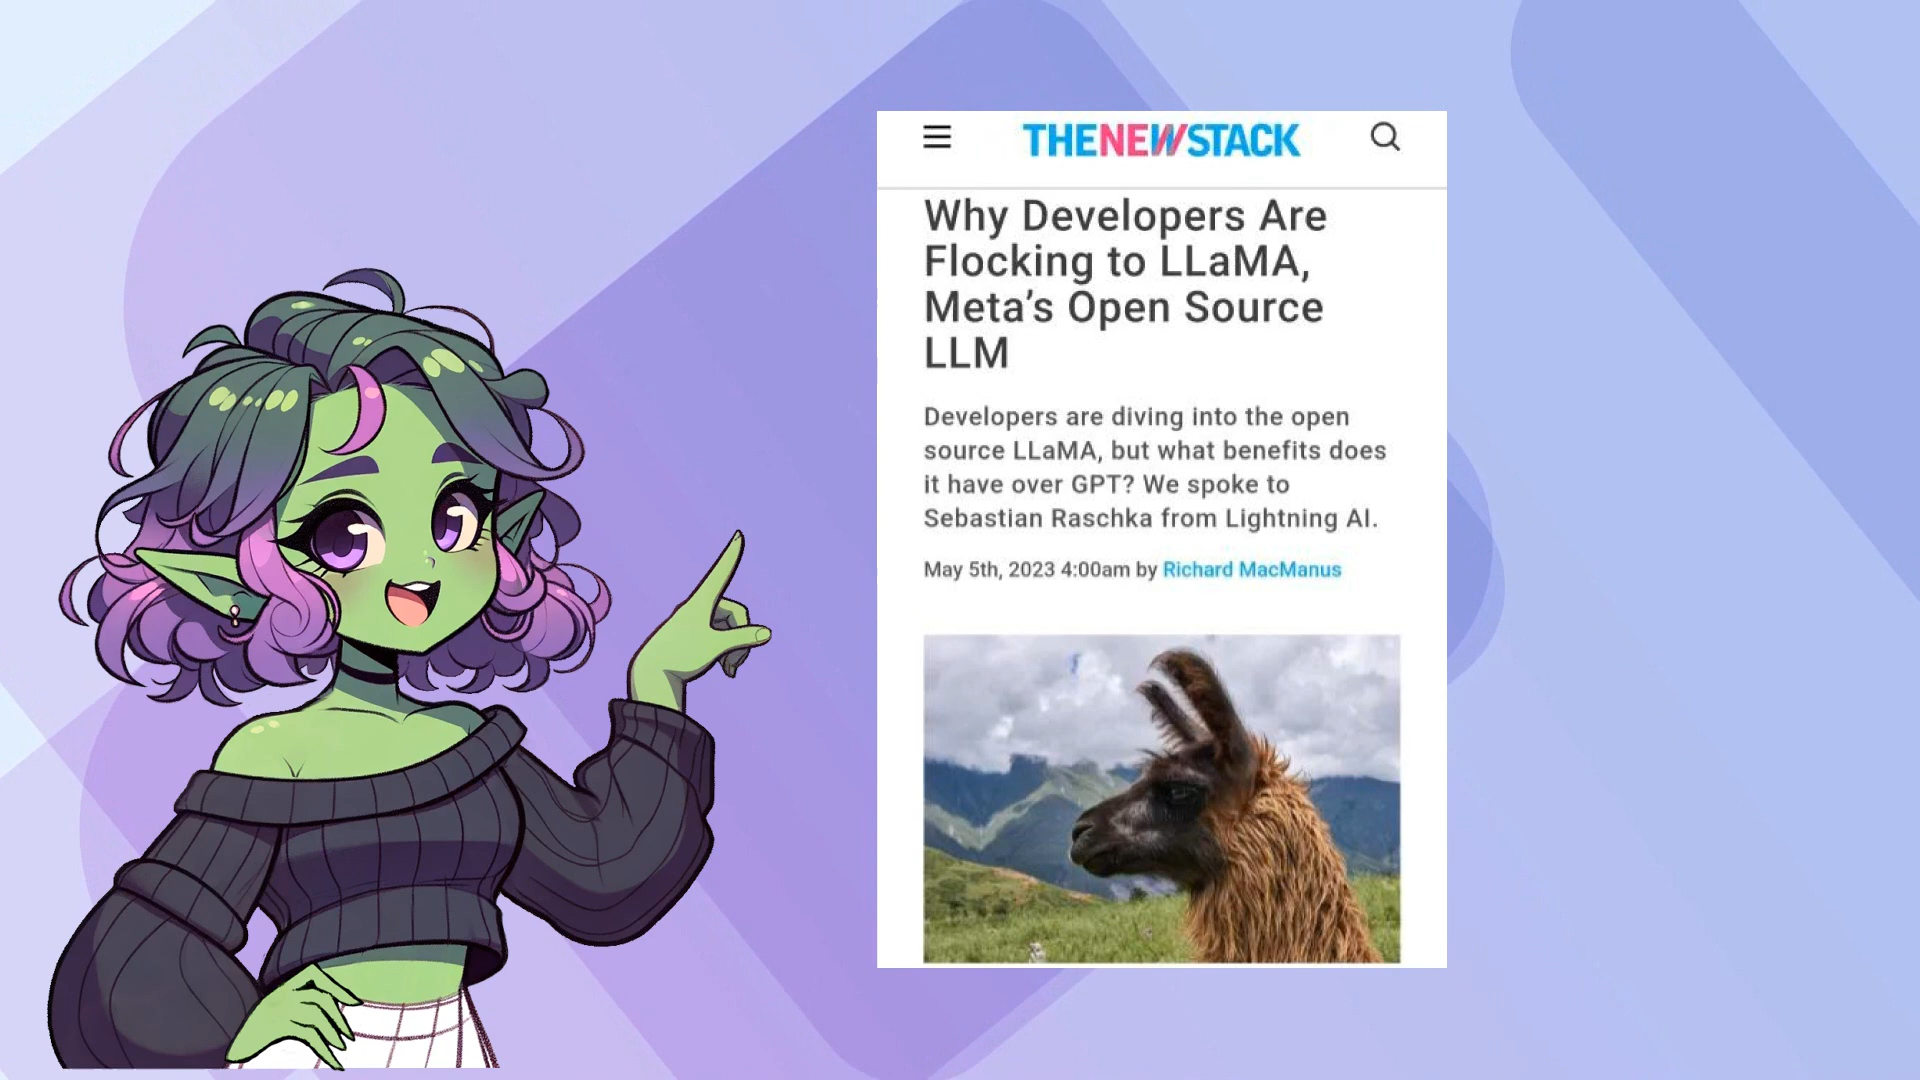 THENEWSTACK
Why Developers Are
Flocking to LLaMA,
Meta’s Open Source
LLM
Developers are diving into the open
source LLaMA, but what benefits does
it have over GPT? We spoke to
Sebastian Raschka from Lightning AI.
May 5th, 2023 4:00am by Richard MacManus